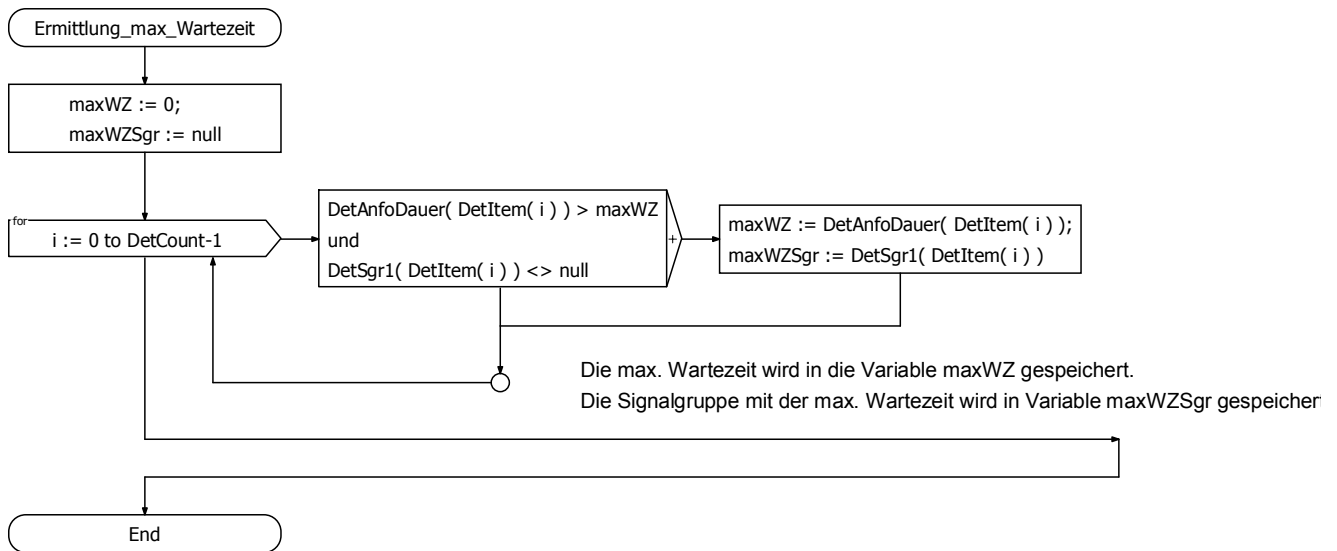 Ermittlung_max_Wartezeit
maxWZ := 0;
maxWZSgr := null
for
i := 0 to DetCount-1
DetAnfoDauer( DetItem( i ) ) > maxWZ
und
DetSgr1( DetItem( i ) ) <> null
+
maxWZ := DetAnfoDauer( DetItem( i ) );
maxWZSgr := DetSgr1( DetItem( i ) )
Die max. Wartezeit wird in die Variable maxWZ gespeichert.
Die Signalgruppe mit der max. Wartezeit wird in Variable maxWZSgr gespeichert
End